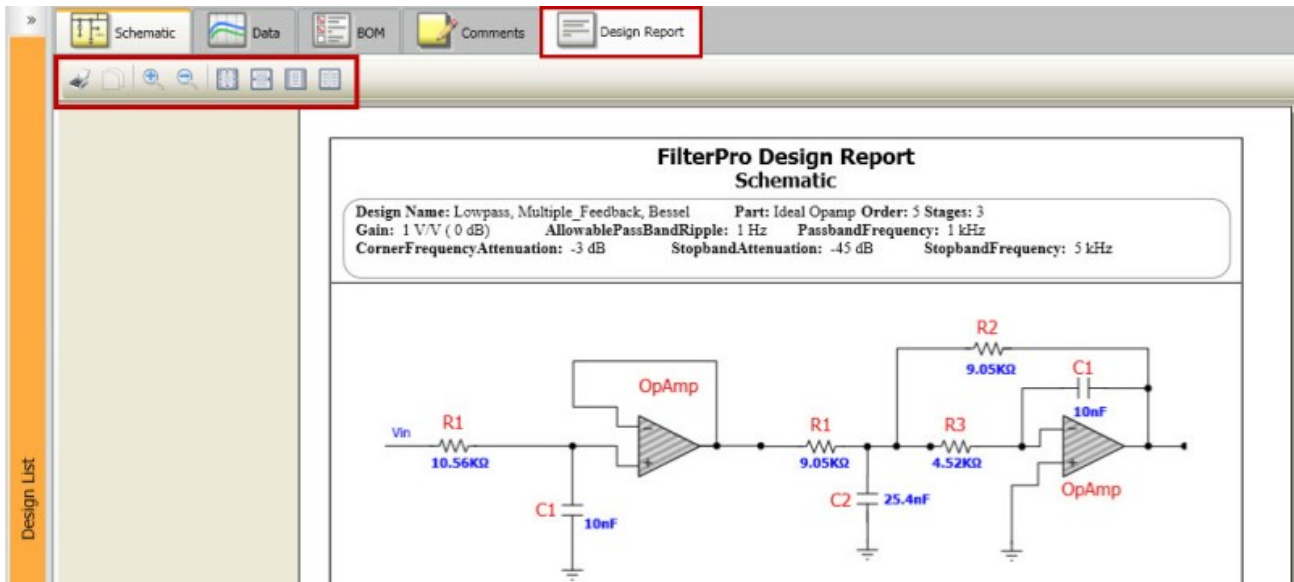 »
Schematic
Data
BOM
Comments
Design Report
Design List
FilterPro Design Report
Schematic
Design Name: Lowpass, Multiple_Feedback, Bessel Part: Ideal Opamp Order: 5 Stages: 3
Gain: 1 V/V ( 0 dB) AllowablePassBandRipple: 1 Hz PassbandFrequency: 1 kHz
CornerFrequencyAttenuation: -3 dB StopbandAttenuation: -45 dB StopbandFrequency: 5 kHz
Vin
R1
10.56KΩ
C1
10nF
OpAmp
-
+
R1
9.05KΩ
C2
25.4nF
R2
9.05KΩ
R3
4.52KΩ
C1
10nF
-
+
OpAmp